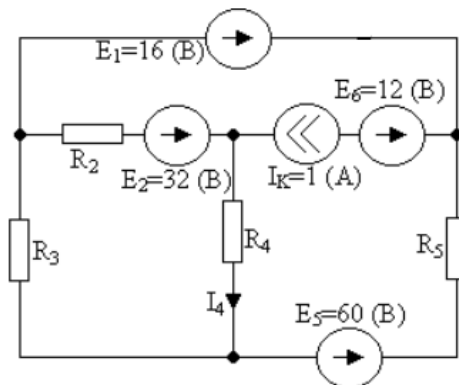 E₁=16 (В)
E₆=12 (В)
R₂
E₂=32 (В)
I_K=1 (А)
R₃
R₄
R₅
I₄
E₅=60 (В)